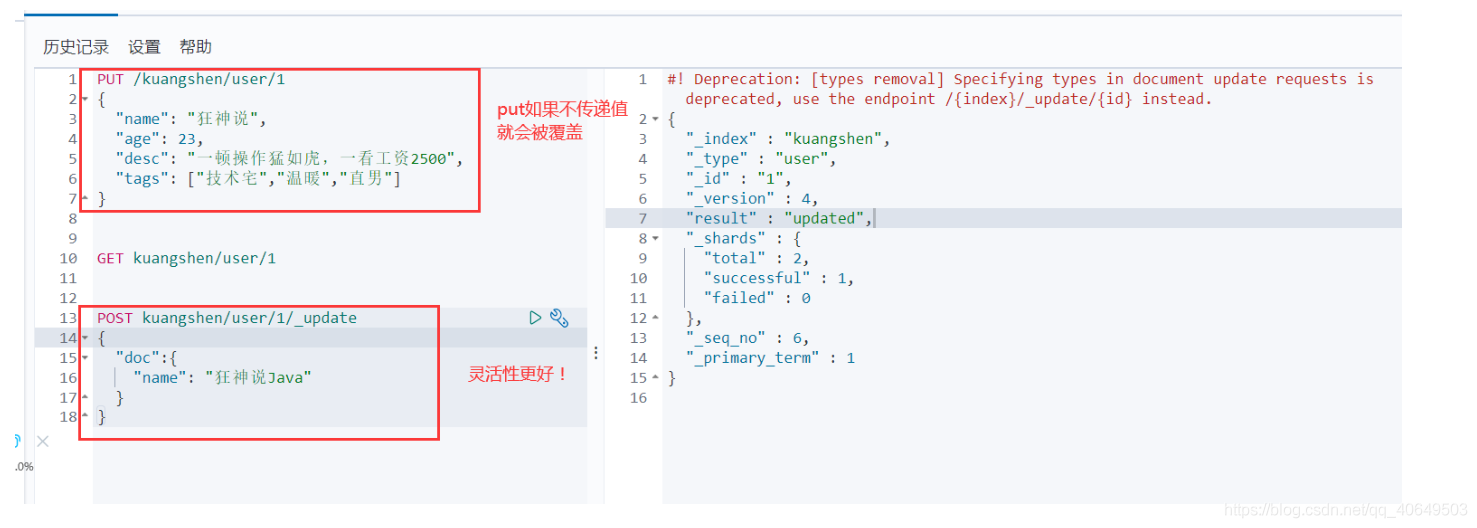 历史记录 设置 帮助
1 PUT /kuangshen/user/1
2 {
3 "name": "狂神说",
4 "age": 23,
5 "desc": "一顿操作猛如虎，一看工资2500",
6 "tags": ["技术宅","温暖","直男"]
7 }
8
9
10 GET kuangshen/user/1
11
12
13 POST kuangshen/user/1/_update
14 {
15 "doc":{
16 "name": "狂神说Java"
17 }
18 }
put如果不传递值
就会被覆盖
灵活性更好！
1 #! Deprecation: [types removal] Specifying types in document update requests is
deprecated, use the endpoint /{index}/_update/{id} instead.
2 {
3 "_index" : "kuangshen",
4 "_type" : "user",
5 "_id" : "1",
6 "_version" : 4,
7 "result" : "updated",
8 "_shards" : {
9 "total" : 2,
10 "successful" : 1,
11 "failed" : 0
12 },
13 "_seq_no" : 6,
14 "_primary_term" : 1
15 }
16
.0%
https://blog.csdn.net/qq_40649503